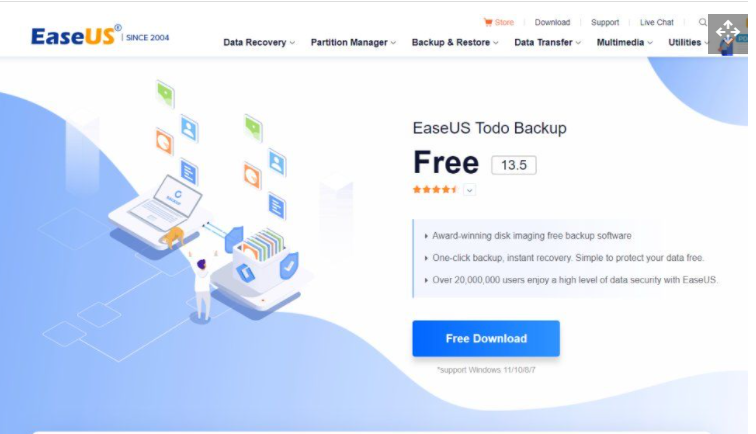 Store Download Support Live Chat
EaseUS® SINCE 2004
Data Recovery Partition Manager Backup & Restore Data Transfer Multimedia Utilities
EaseUS Todo Backup
Free 13.5
Award-winning disk imaging free backup software
One-click backup, instant recovery. Simple to protect your data free.
Over 20,000,000 users enjoy a high level of data security with EaseUS.
Free Download
*support Windows 11/10/8/7